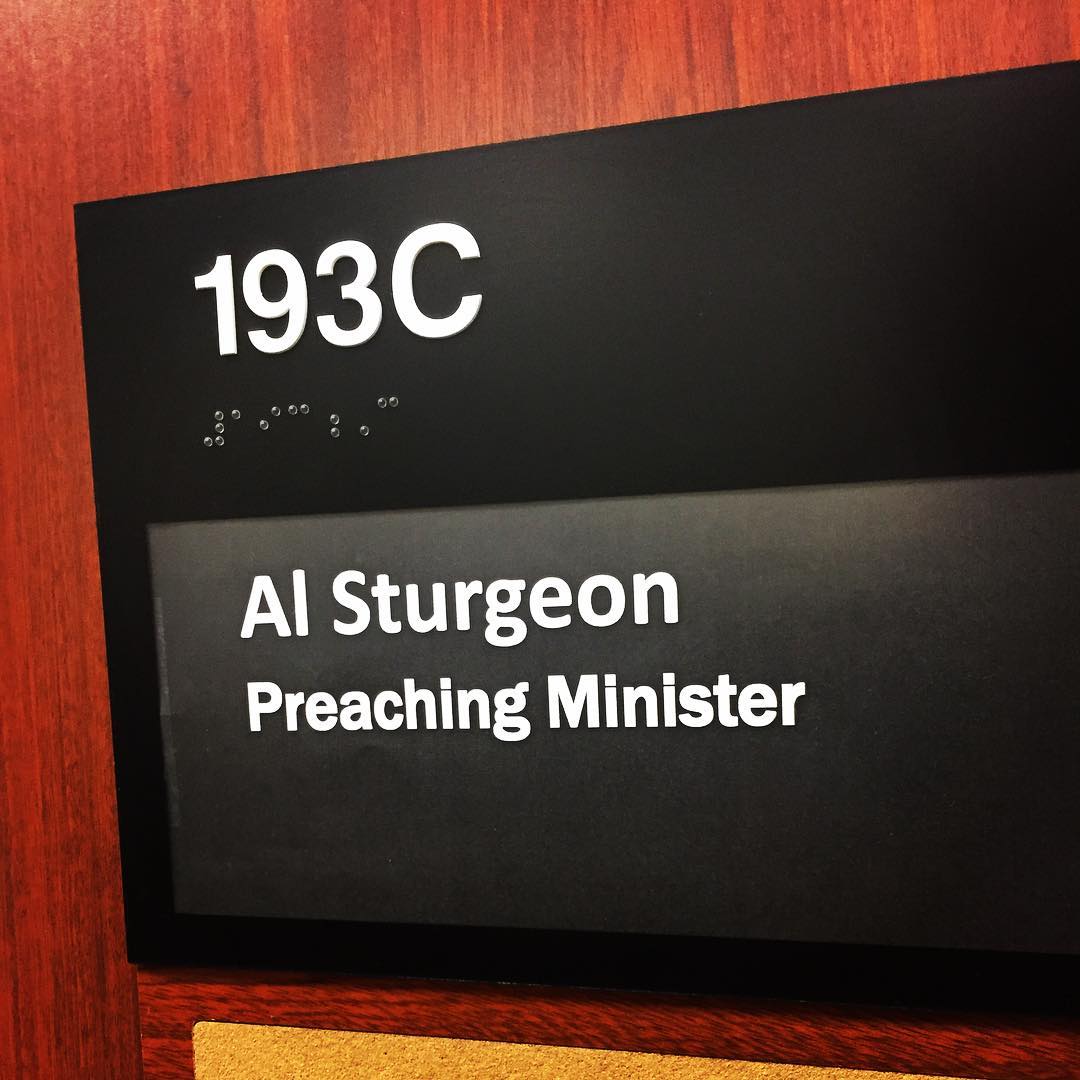 193C
⠼⠁⠊⠉⠰⠉
Al Sturgeon
Preaching Minister